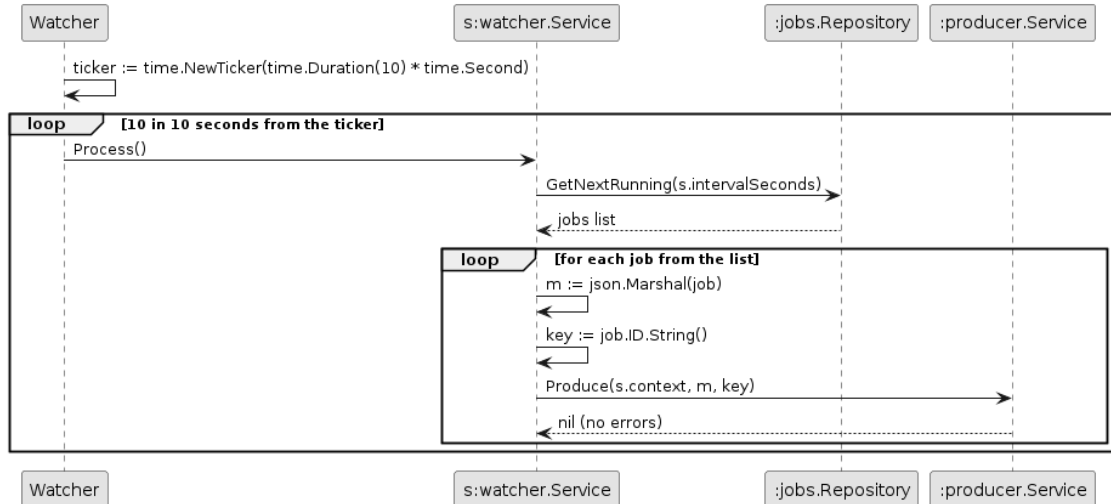 Watcher s:watcher.Service :jobs.Repository :producer.Service
ticker := time.NewTicker(time.Duration(10) * time.Second)
loop [10 in 10 seconds from the ticker]
Process()
GetNextRunning(s.intervalSeconds)
jobs list
loop [for each job from the list]
m := json.Marshal(job)
key := job.ID.String()
Produce(s.context, m, key)
nil (no errors)
Watcher s:watcher.Service :jobs.Repository :producer.Service